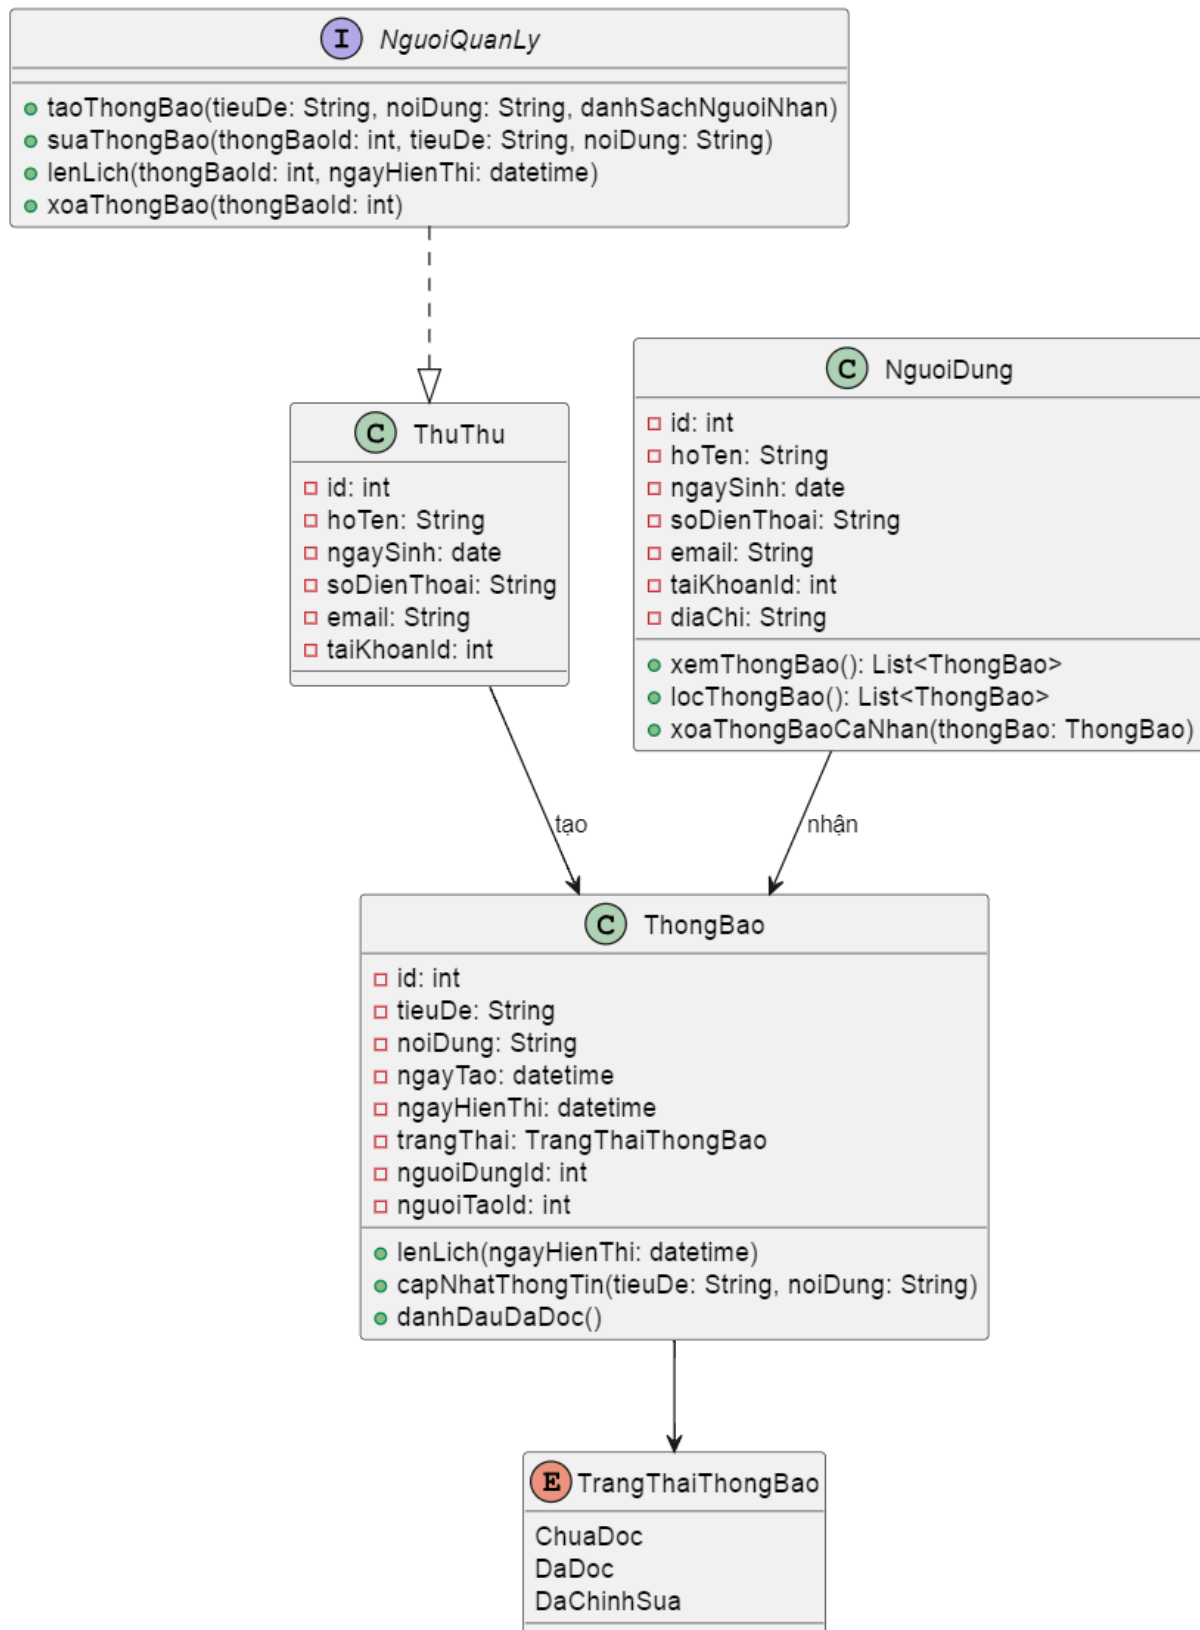 I NguoiQuanLy
taoThongBao(tieuDe: String, noiDung: String, danhSachNguoiNhan)
suaThongBao(thongBaoId: int, tieuDe: String, noiDung: String)
lenLich(thongBaoId: int, ngayHienThi: datetime)
xoaThongBao(thongBaoId: int)
C ThuThu
id: int
hoTen: String
ngaySinh: date
soDienThoai: String
email: String
taiKhoanId: int
C NguoiDung
id: int
hoTen: String
ngaySinh: date
soDienThoai: String
email: String
taiKhoanId: int
diaChi: String
xemThongBao(): List<ThongBao>
locThongBao(): List<ThongBao>
xoaThongBaoCaNhan(thongBao: ThongBao)
tạo
nhận
C ThongBao
id: int
tieuDe: String
noiDung: String
ngayTao: datetime
ngayHienThi: datetime
trangThai: TrangThaiThongBao
nguoiDungId: int
nguoiTaoId: int
lenLich(ngayHienThi: datetime)
capNhatThongTin(tieuDe: String, noiDung: String)
danhDauDaDoc()
E TrangThaiThongBao
ChuaDoc
DaDoc
DaChinhSua